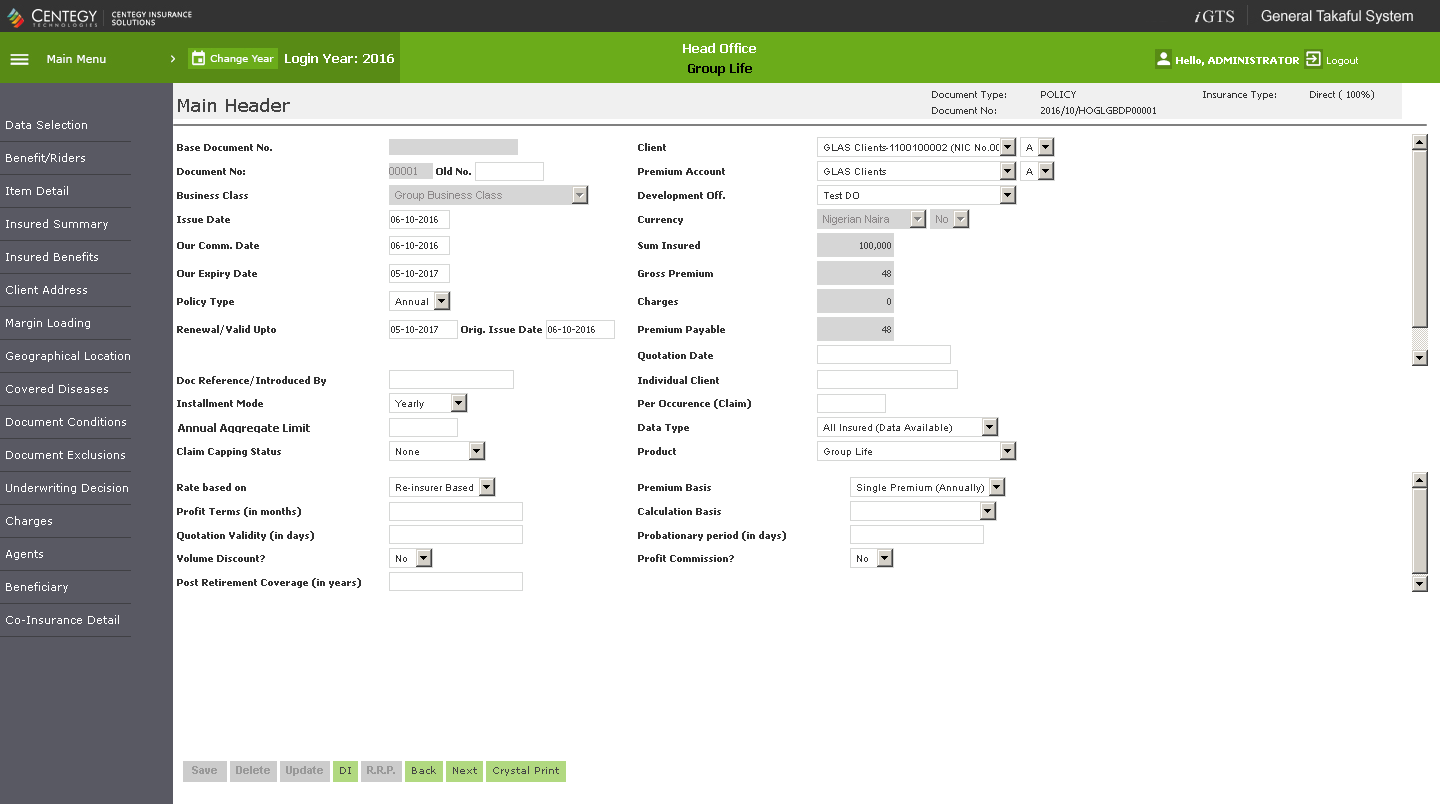 CENTEGY TECHNOLOGIES CENTEGY INSURANCE SOLUTIONS iGTS General Takaful System
Main Menu Change Year Login Year: 2016 Head Office Hello, ADMINISTRATOR Logout
Group Life
Main Header
Document Type: POLICY Insurance Type: Direct ( 100%)
Document No: 2016/10/HOGLGBDP00001
Data Selection
Benefit/Riders
Item Detail
Insured Summary
Insured Benefits
Client Address
Margin Loading
Geographical Location
Covered Diseases
Document Conditions
Document Exclusions
Underwriting Decision
Charges
Agents
Beneficiary
Co-Insurance Detail
Base Document No. Client GLAS Clients-1100100002 (NIC No.00 A
Document No: 00001 Old No. Premium Account GLAS Clients A
Business Class Group Business Class Development Off. Test DO
Issue Date 06-10-2016 Currency Nigerian Naira No
Our Comm. Date 06-10-2016 Sum Insured 100,000
Our Expiry Date 05-10-2017 Gross Premium 48
Policy Type Annual Charges 0
Renewal/Valid Upto 05-10-2017 Orig. Issue Date 06-10-2016 Premium Payable 48
Quotation Date
Doc Reference/Introduced By Individual Client
Installment Mode Yearly Per Occurence (Claim)
Annual Aggregate Limit Data Type All Insured (Data Available)
Claim Capping Status None Product Group Life
Rate based on Re-insurer Based Premium Basis Single Premium (Annually)
Profit Terms (in months) Calculation Basis
Quotation Validity (in days) Probationary period (in days)
Volume Discount? No Profit Commission? No
Post Retirement Coverage (in years)
Save Delete Update DI R.R.P. Back Next Crystal Print